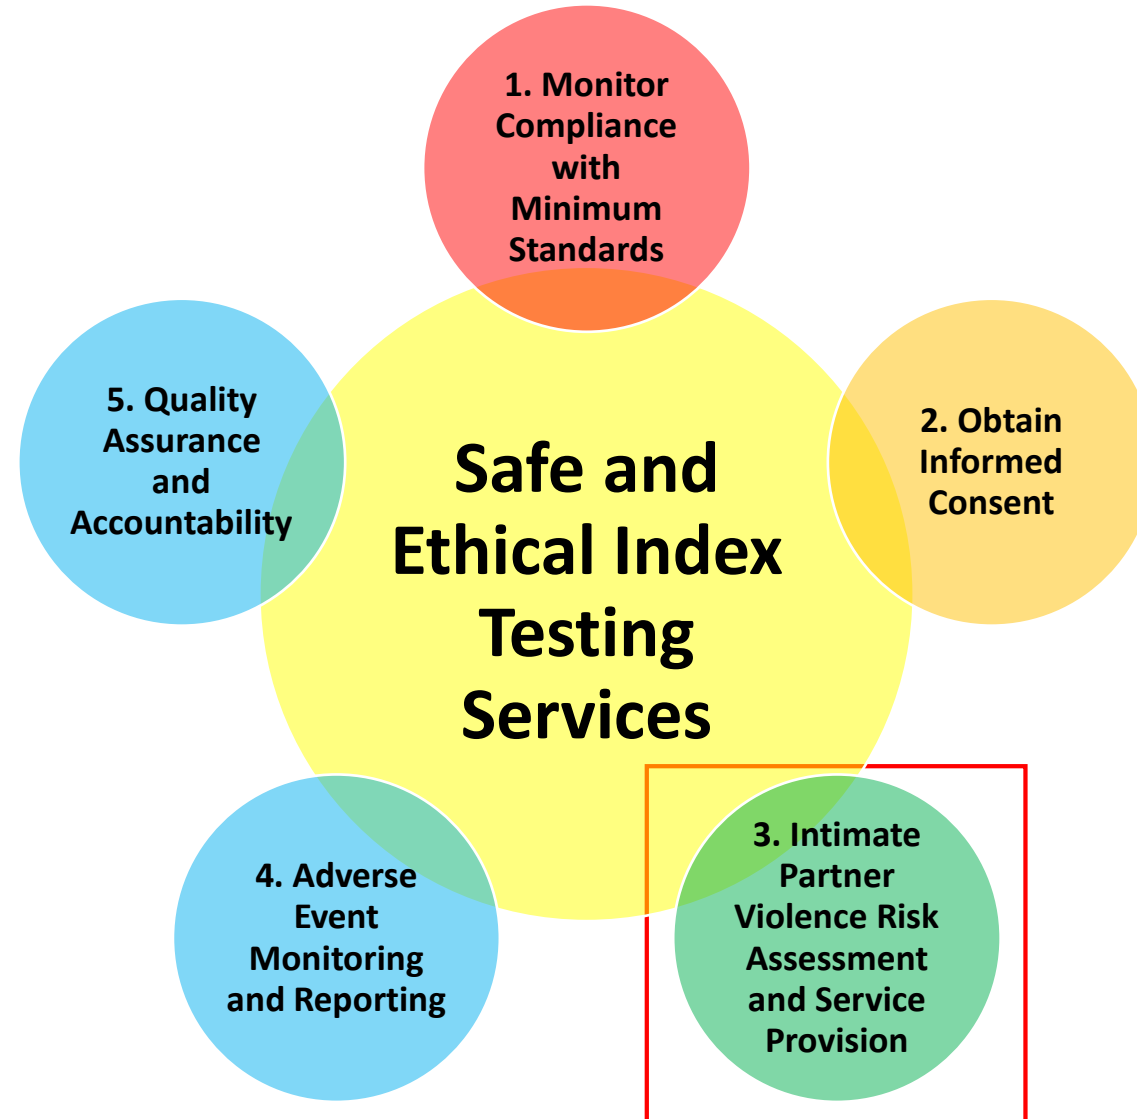 1. Monitor
Compliance
with
Minimum
Standards
5. Quality
Assurance
and
Accountability
2. Obtain
Informed
Consent
Safe and
Ethical Index
Testing
Services
4. Adverse
Event
Monitoring
and Reporting
3. Intimate
Partner
Violence Risk
Assessment
and Service
Provision